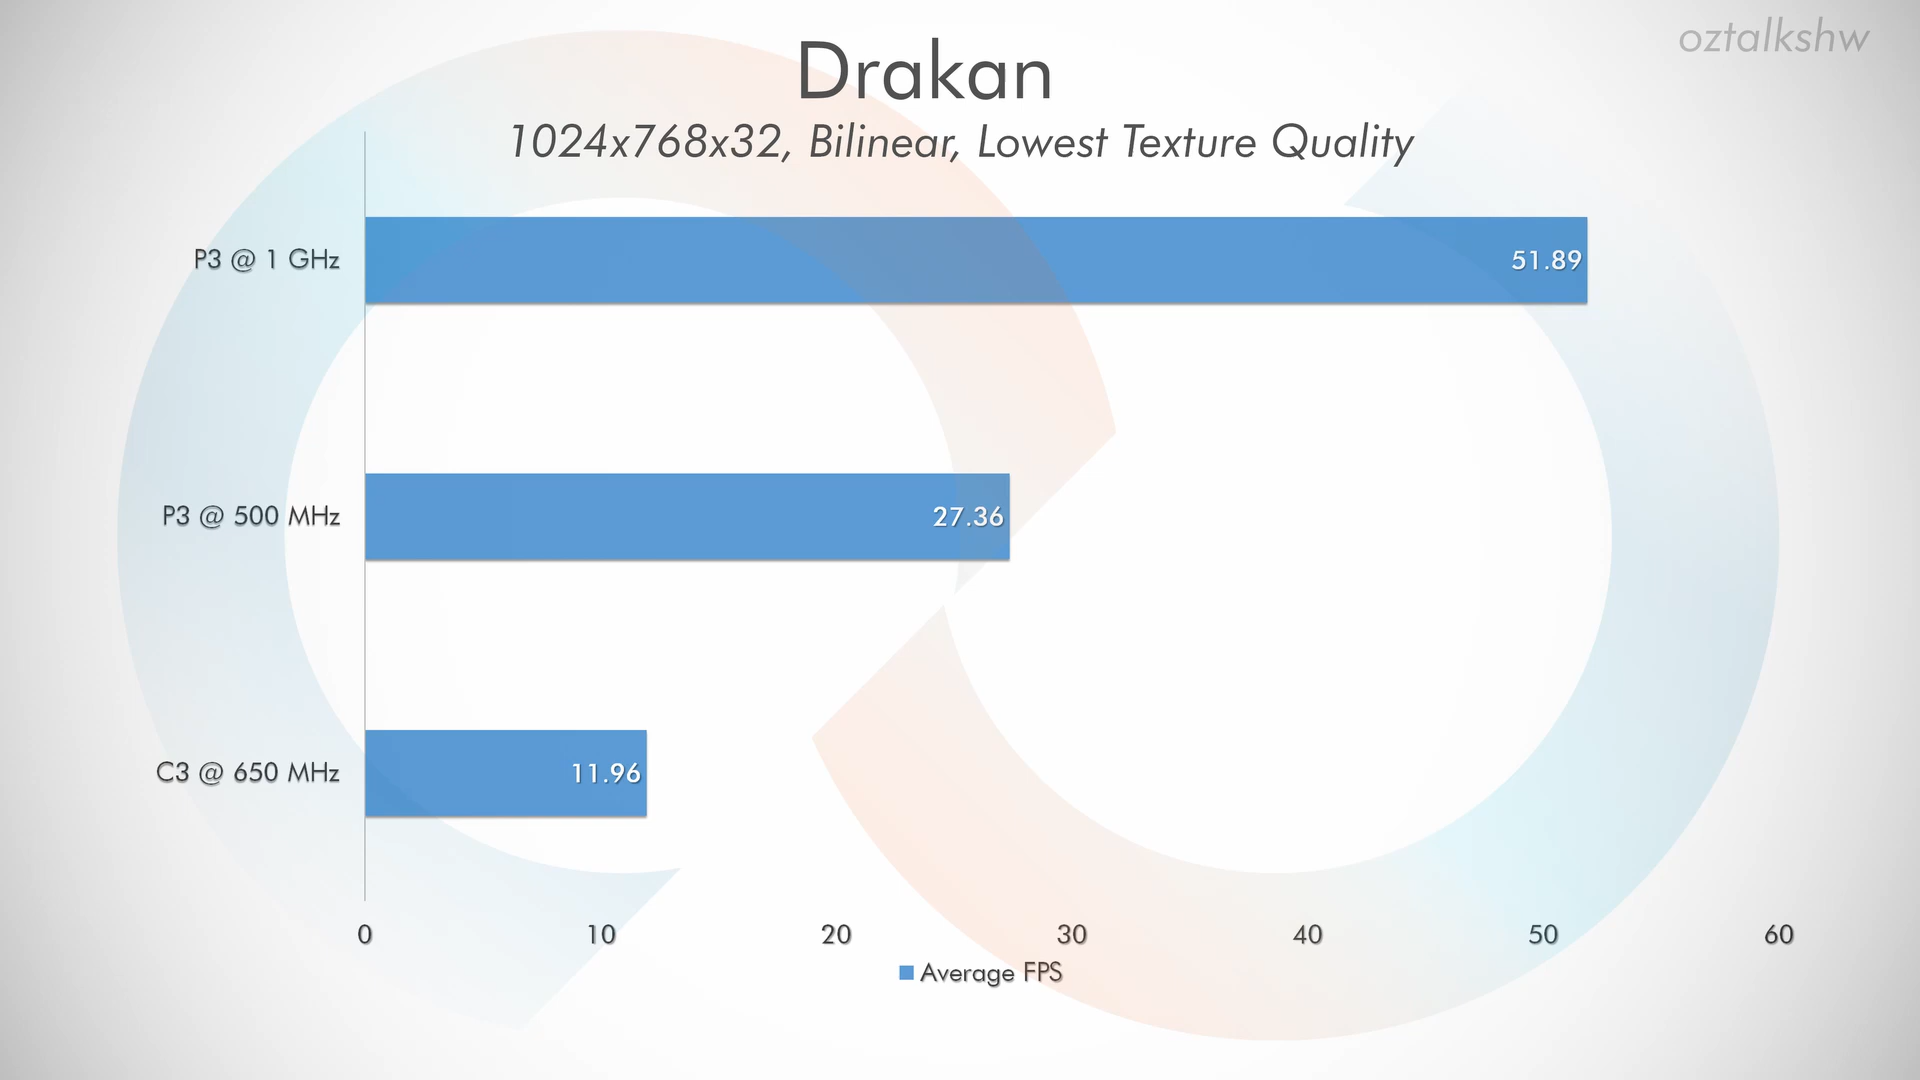 oztalkshw
Drakan
1024x768x32, Bilinear, Lowest Texture Quality
P3 @ 1 GHz
51.89
P3 @ 500 MHz
27.36
C3 @ 650 MHz
11.96
0 10 20 30 40 50 60
Average FPS